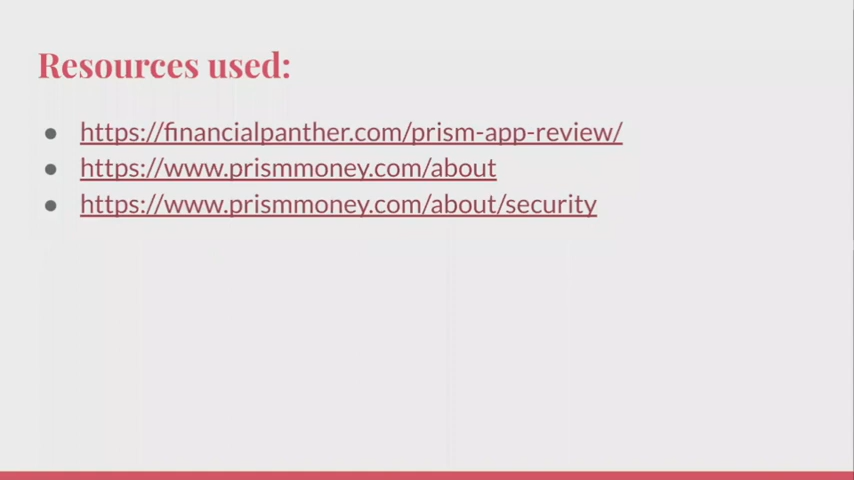 Resources used:
● https://financialpanther.com/prism-app-review/
● https://www.prismmoney.com/about
● https://www.prismmoney.com/about/security